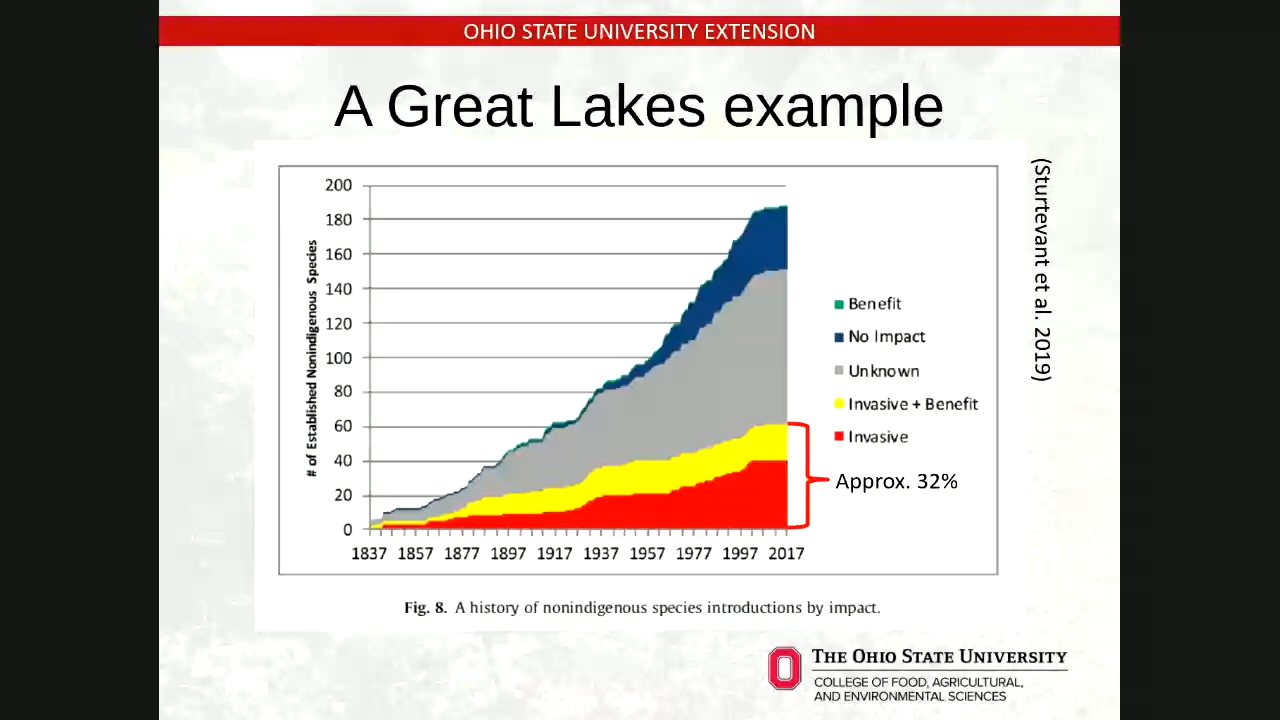 OHIO STATE UNIVERSITY EXTENSION
A Great Lakes example
(Sturtevant et al. 2019)
# of Established Nonindigenous Species
200
180
160
140
120
100
80
60
40
20
0
1837 1857 1877 1897 1917 1937 1957 1977 1997 2017
Benefit
No Impact
Unknown
Invasive + Benefit
Invasive
Approx. 32%
Fig. 8. A history of nonindigenous species introductions by impact.
THE OHIO STATE UNIVERSITY
COLLEGE OF FOOD, AGRICULTURAL,
AND ENVIRONMENTAL SCIENCES